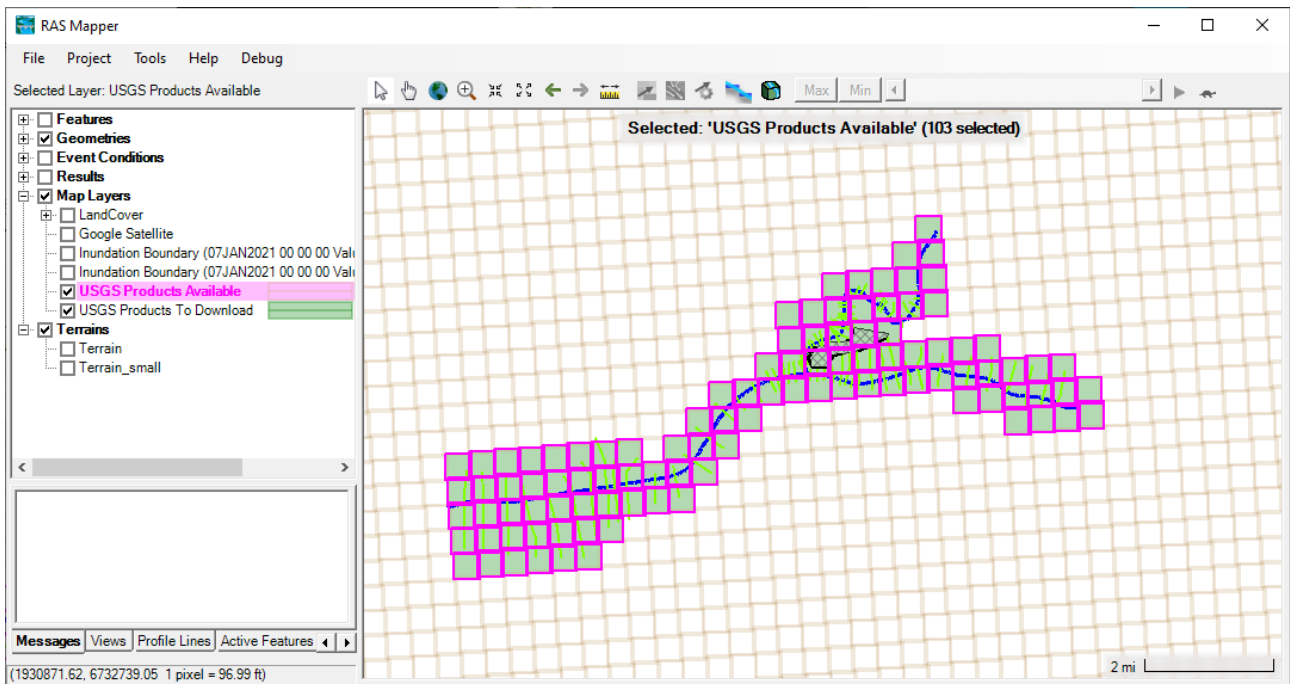 RAS Mapper
File Project Tools Help Debug
Selected Layer: USGS Products Available
Max Min
Selected: 'USGS Products Available' (103 selected)
Features
Geometries
Event Conditions
Results
Map Layers
LandCover
Google Satellite
Inundation Boundary (07JAN2021 00 00 00 Valu
Inundation Boundary (07JAN2021 00 00 00 Valu
USGS Products Available
USGS Products To Download
Terrains
Terrain
Terrain_small
Messages Views Profile Lines Active Features
(1930871.62, 6732739.05 1 pixel = 96.99 ft)
2 mi